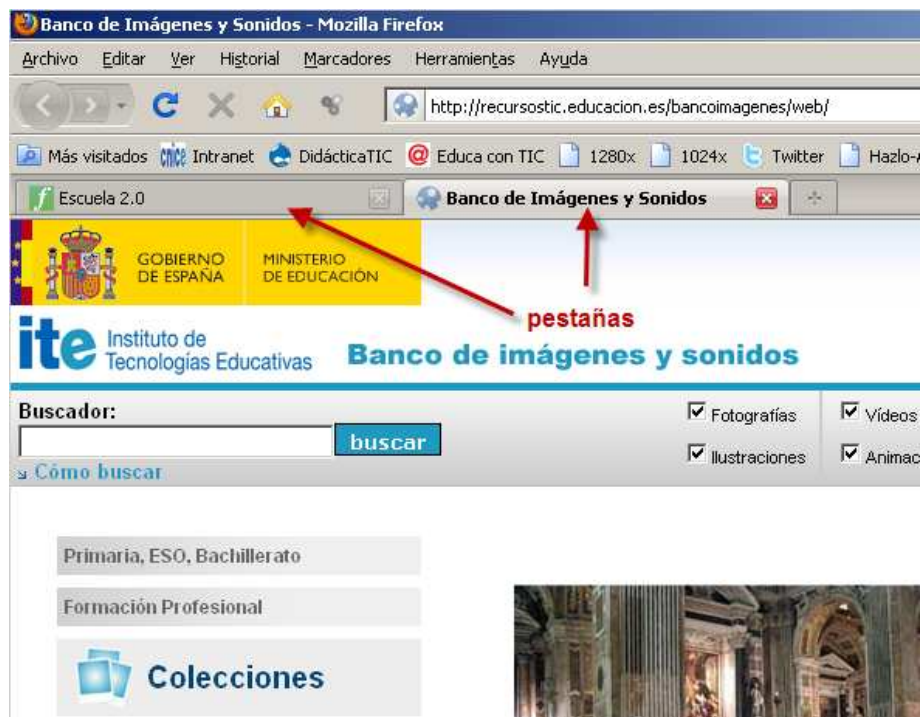 Banco de Imágenes y Sonidos - Mozilla Firefox
Archivo Editar Ver Historial Marcadores Herramientas Ayuda
http://recursostic.educacion.es/bancoimagenes/web/
Más visitados cnice Intranet DidácticaTIC @ Educa con TIC 1280x 1024x Twitter Hazlo-
f Escuela 2.0 Banco de Imágenes y Sonidos
GOBIERNO MINISTERIO
DE ESPAÑA DE EDUCACIÓN
pestañas
ite Instituto de
Tecnologías Educativas Banco de imágenes y sonidos
Buscador:
Fotografías Vídeos
buscar
Ilustraciones Animac
Cómo buscar
Primaria, ESO, Bachillerato
Formación Profesional
Colecciones